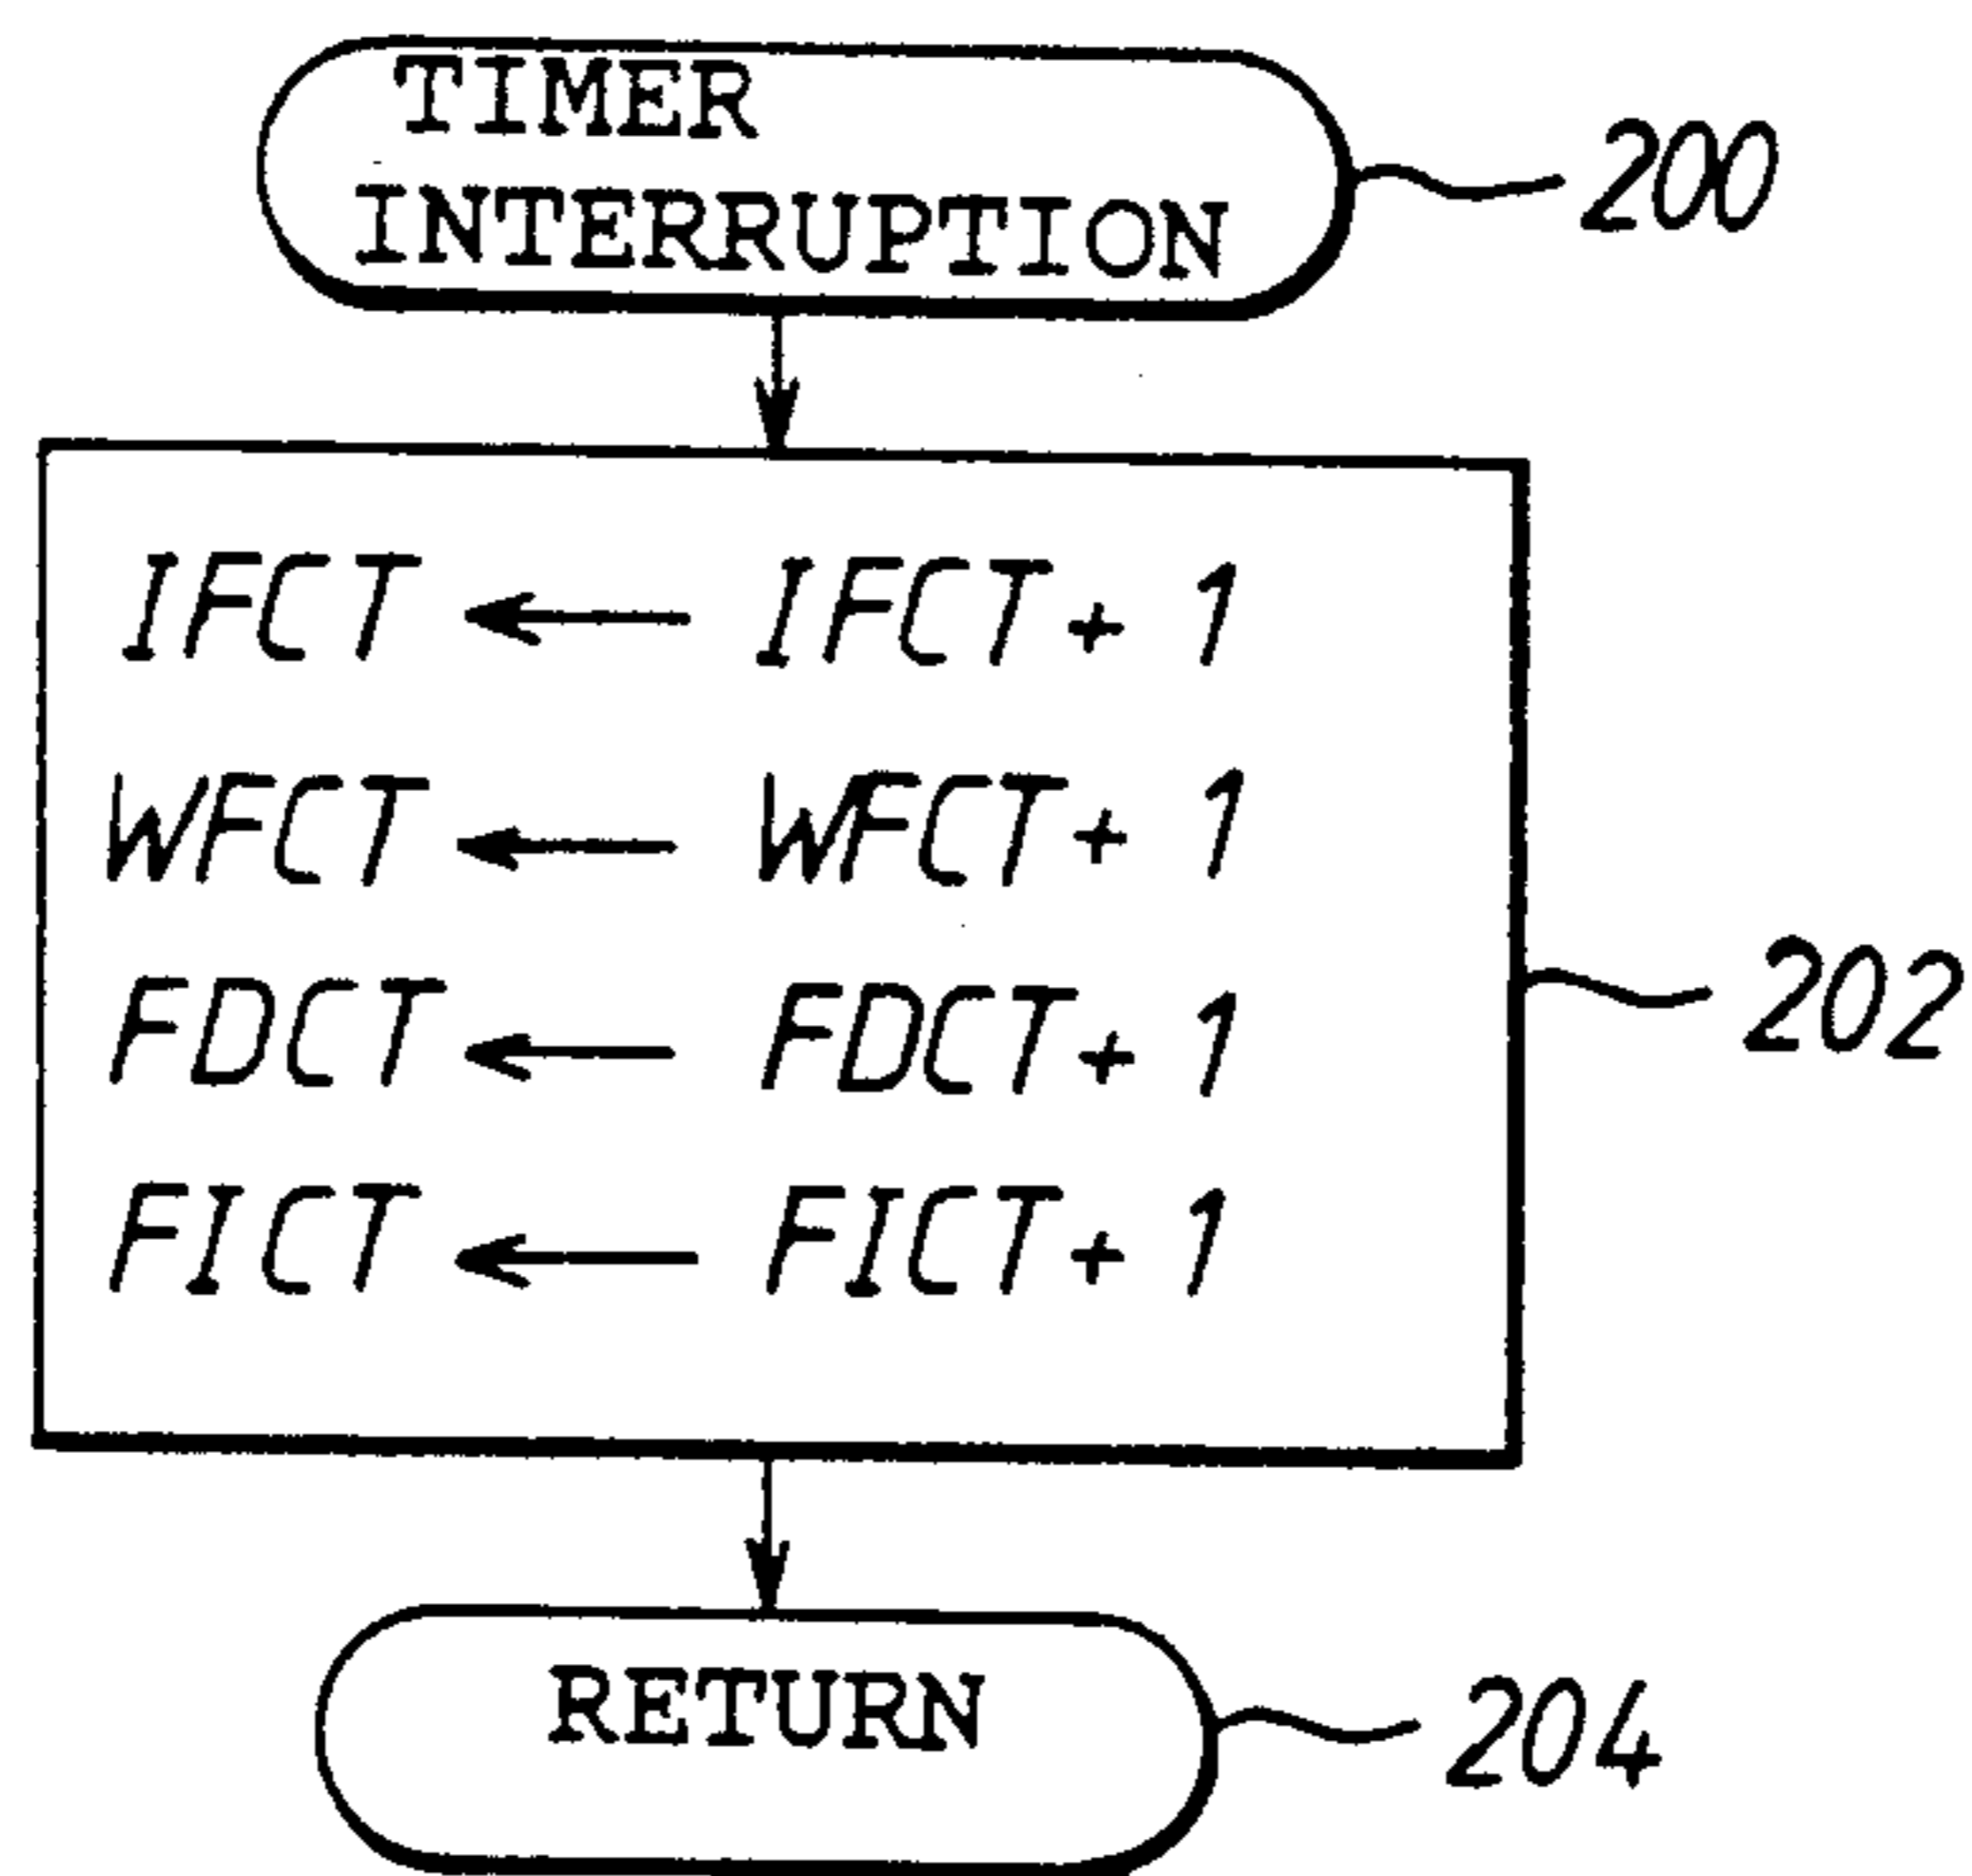 TIMER
INTERRUPTION
200
IFCT ← IFCT + 1
WFCT ← WFCT + 1
FDCT ← FDCT + 1
FICT ← FICT + 1
202
RETURN
204